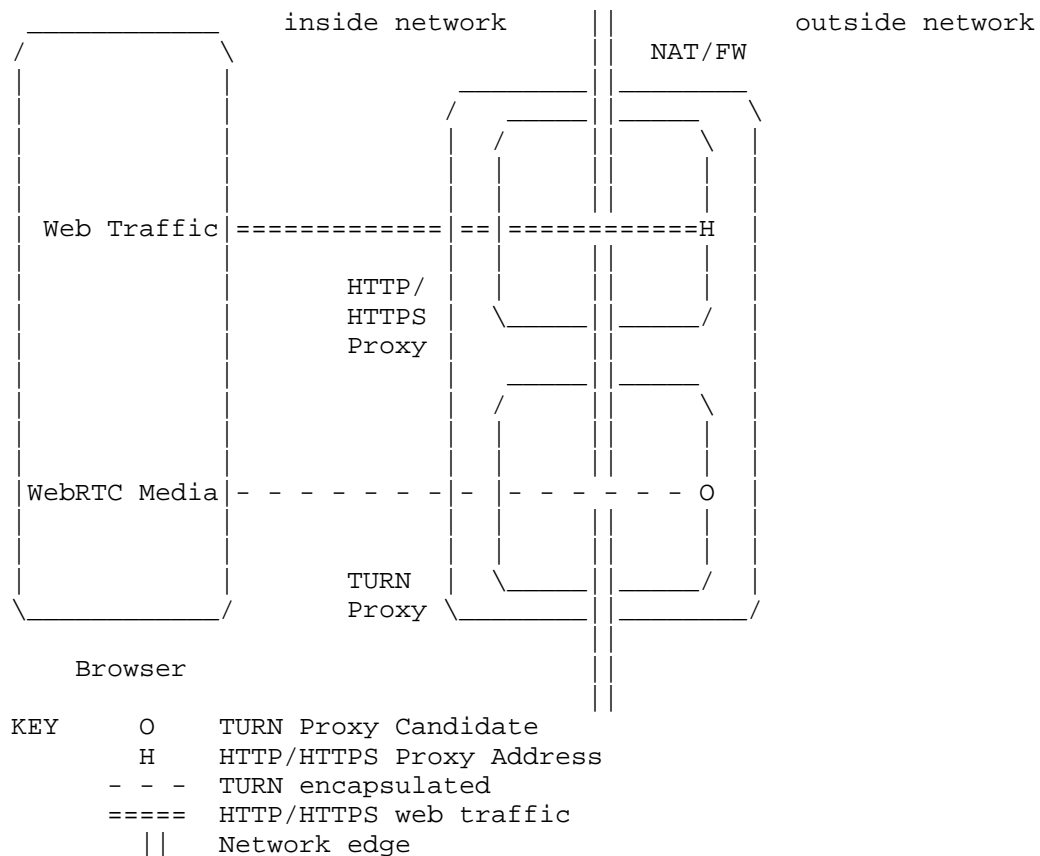 inside network || outside network
NAT/FW
Web Traffic|=============|==|============H
HTTP/
HTTPS
Proxy
WebRTC Media|- - - - - - - - - - - - - - - O
TURN
Proxy
Browser
KEY O TURN Proxy Candidate
H HTTP/HTTPS Proxy Address
- - - TURN encapsulated
===== HTTP/HTTPS web traffic
|| Network edge